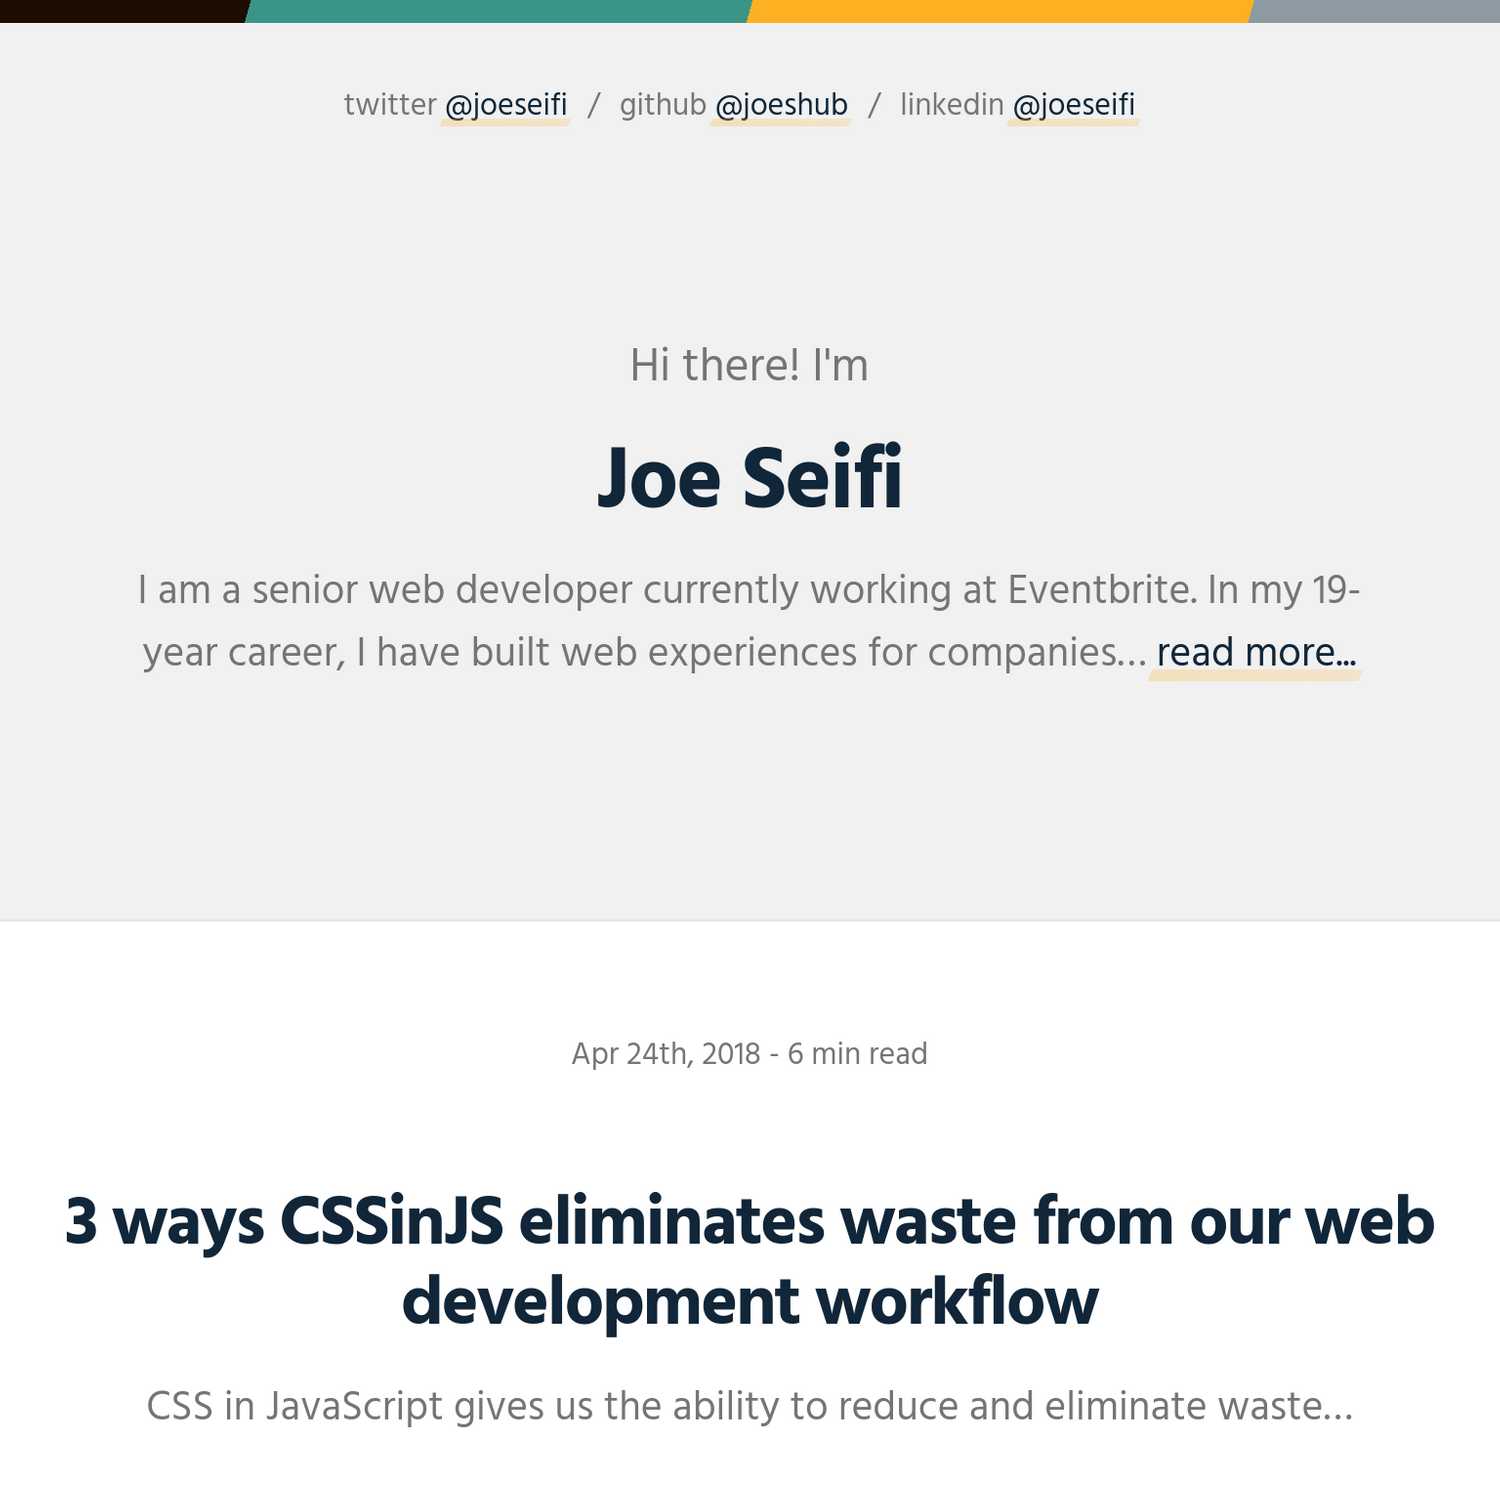 twitter @joeseifi / github @joeshub / linkedin @joeseifi
Hi there! I'm
Joe Seifi
I am a senior web developer currently working at Eventbrite. In my 19-
year career, I have built web experiences for companies… read more...
Apr 24th, 2018 - 6 min read
3 ways CSSinJS eliminates waste from our web
development workflow
CSS in JavaScript gives us the ability to reduce and eliminate waste…